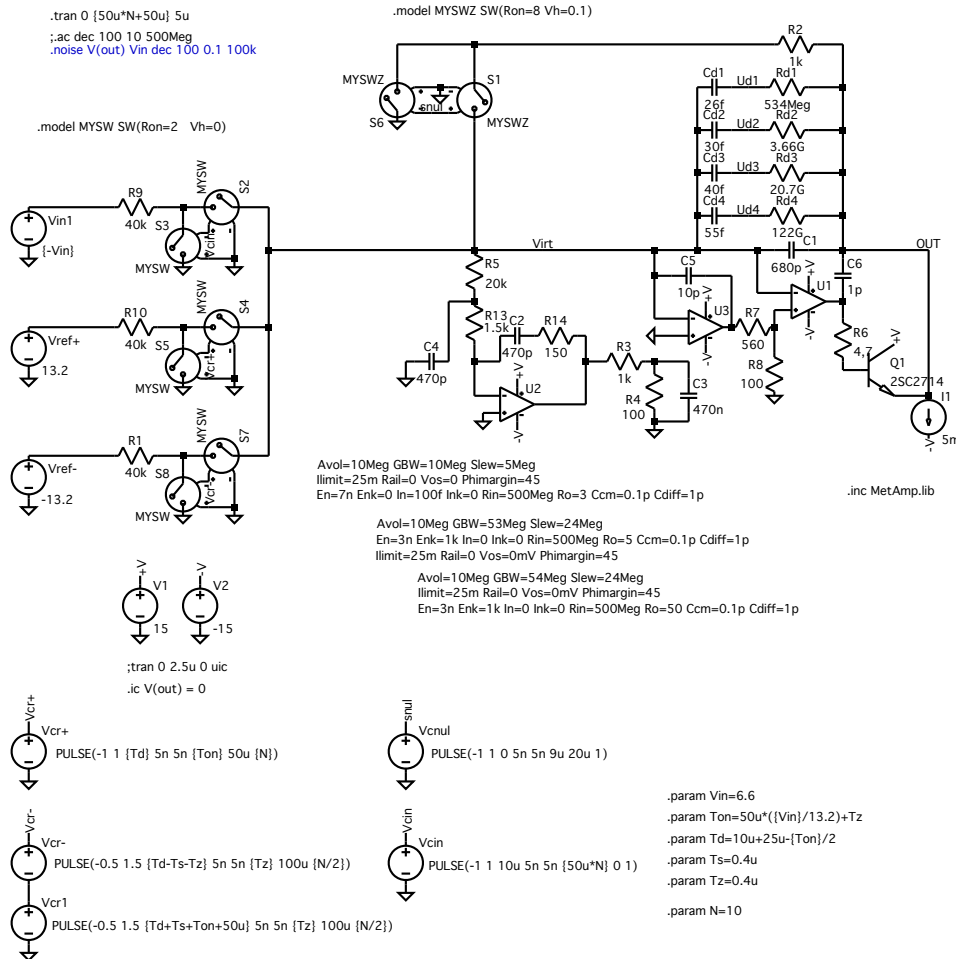 .tran 0 {50u*N+50u} 5u
;.ac dec 100 10 500Meg
.noise V(out) Vin dec 100 0.1 100k
.model MYSWZ SW(Ron=8 Vh=0.1)
.model MYSW SW(Ron=2 Vh=0)
R2
1k
MYSWZ
S6
snul
S1
MYSWZ
Cd1
26f
Ud1
Rd1
534Meg
Cd2
30f
Ud2
Rd2
3.66G
Cd3
40f
Ud3
Rd3
20.7G
Cd4
55f
Ud4
Rd4
122G
Vin1
{-Vin}
R9
40k
S3
MYSW
Vcin
MYSW
S2
Vref+
13.2
R10
40k
S5
MYSW
Vcr+
MYSW
S4
Vref-
-13.2
R1
40k
S8
MYSW
Vcr-
MYSW
S7
Virt
C1
680p
OUT
R5
20k
R13
1.5k
C4
470p
C2
470p
R14
150
U2
+V
-V
R3
1k
R4
100
C3
470n
C5
10p
U3
+V
-V
R7
560
R8
100
U1
+V
-V
C6
1p
R6
4,7
+V
Q1
2SC2714
I1
5m
-V
Avol=10Meg GBW=10Meg Slew=5Meg
Ilimit=25m Rail=0 Vos=0 Phimargin=45
En=7n Enk=0 In=100f Ink=0 Rin=500Meg Ro=3 Ccm=0.1p Cdiff=1p
.inc MetAmp.lib
Avol=10Meg GBW=53Meg Slew=24Meg
En=3n Enk=1k In=0 Ink=0 Rin=500Meg Ro=5 Ccm=0.1p Cdiff=1p
Ilimit=25m Rail=0 Vos=0mV Phimargin=45
Avol=10Meg GBW=54Meg Slew=24Meg
Ilimit=25m Rail=0 Vos=0mV Phimargin=45
En=3n Enk=1k In=0 Ink=0 Rin=500Meg Ro=50 Ccm=0.1p Cdiff=1p
+V
V1
15
-V
V2
-15
;tran 0 2.5u 0 uic
.ic V(out) = 0
Vcr+
Vcr+
PULSE(-1 1 {Td} 5n 5n {Ton} 50u {N})
snul
Vcnul
PULSE(-1 1 0 5n 5n 9u 20u 1)
Vcr-
Vcr-
PULSE(-0.5 1.5 {Td-Ts-Tz} 5n 5n {Tz} 100u {N/2})
Vcin
Vcin
PULSE(-1 1 10u 5n 5n {50u*N} 0 1)
Vcr1
PULSE(-0.5 1.5 {Td+Ts+Ton+50u} 5n 5n {Tz} 100u {N/2})
.param Vin=6.6
.param Ton=50u*({Vin}/13.2)+Tz
.param Td=10u+25u-{Ton}/2
.param Ts=0.4u
.param Tz=0.4u
.param N=10